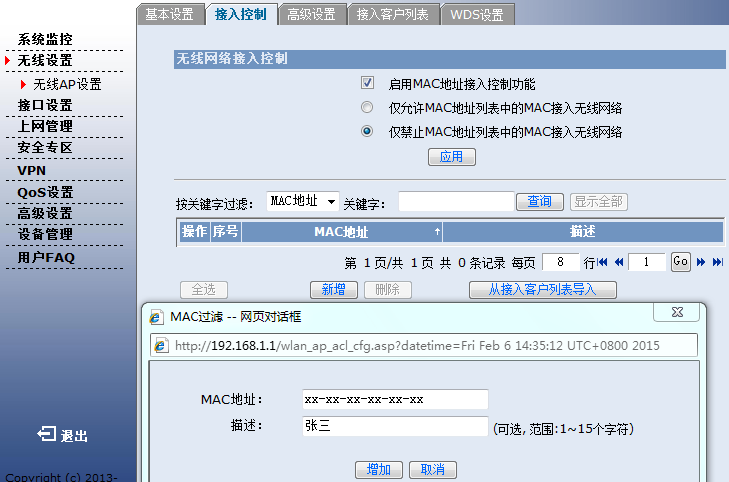 基本设置 接入控制 高级设置 接入客户列表 WDS设置
系统监控
无线设置
无线AP设置
接口设置
上网管理
安全专区
VPN
QoS设置
高级设置
设备管理
用户FAQ
退出
Copyright (c) 2013-
无线网络接入控制
启用MAC地址接入控制功能
仅允许MAC地址列表中的MAC接入无线网络
仅禁止MAC地址列表中的MAC接入无线网络
应用
按关键字过滤： MAC地址 关键字： 查询 显示全部
操作 序号 MAC地址 描述
第 1 页/共 1 页 共 0 条记录 每页 8 行 1 Go
全选 新增 删除 从接入客户列表导入
MAC过滤 -- 网页对话框
http://192.168.1.1/wlan_ap_acl_cfg.asp?datetime=Fri Feb 6 14:35:12 UTC+0800 2015
MAC地址： xx-xx-xx-xx-xx-xx
描述： 张三 (可选，范围:1~15个字符)
增加 取消